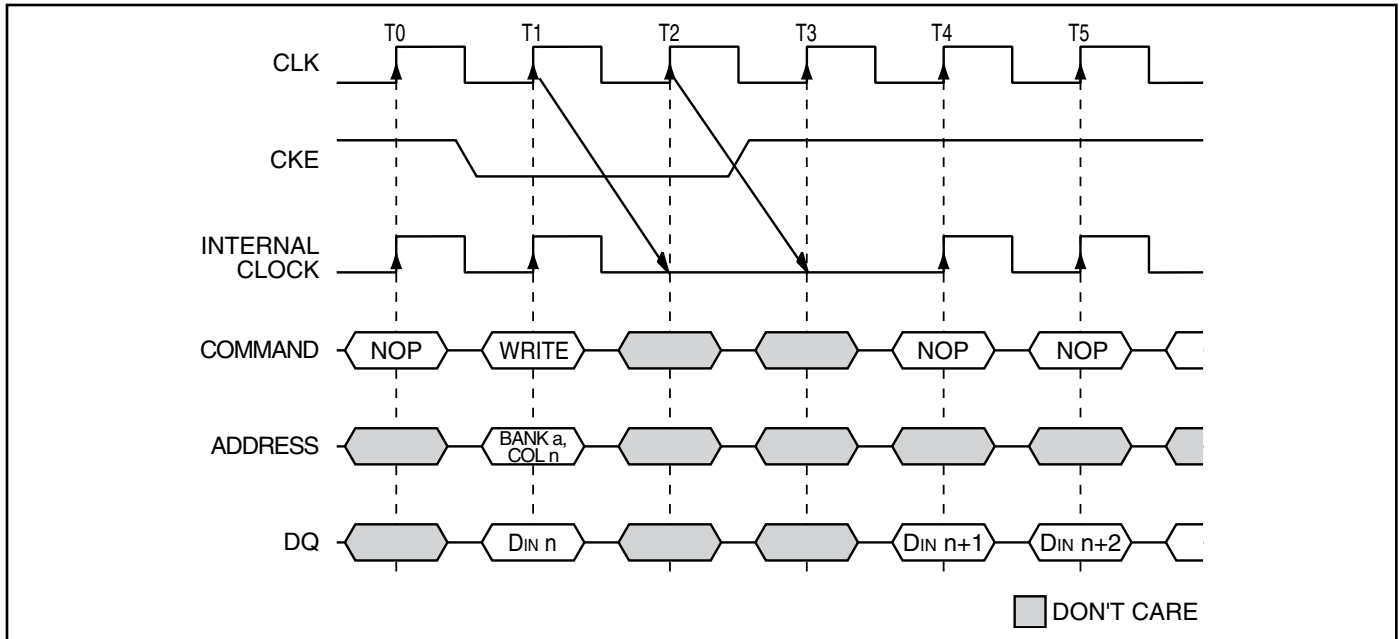 T0 T1 T2 T3 T4 T5
CLK
CKE
INTERNAL
CLOCK
COMMAND NOP WRITE NOP NOP
ADDRESS BANK a,
COL n
DQ DIN n DIN n+1 DIN n+2
DON'T CARE